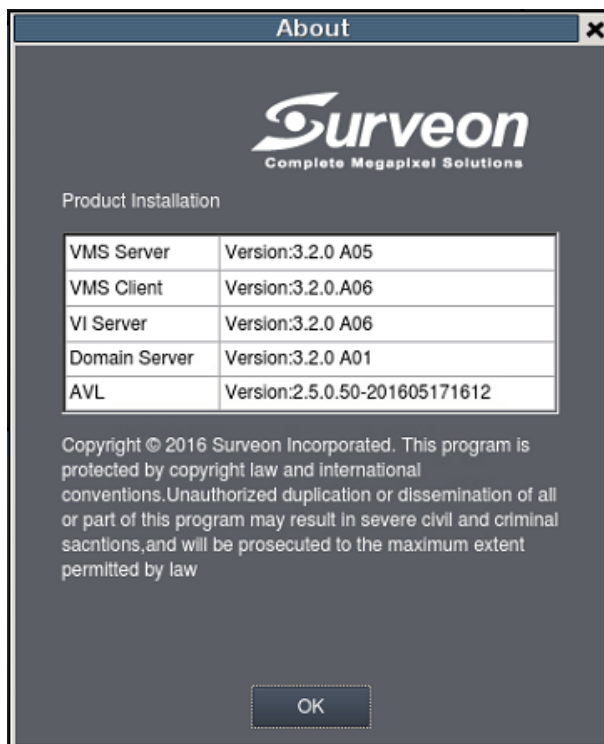 About
Surveon
Complete Megapixel Solutions
Product Installation
VMS Server Version:3.2.0 A05
VMS Client Version:3.2.0.A06
VI Server Version:3.2.0 A06
Domain Server Version:3.2.0 A01
AVL Version:2.5.0.50-201605171612
Copyright © 2016 Surveon Incorporated. This program is
protected by copyright law and international
conventions.Unauthorized duplication or dissemination of all
or part of this program may result in severe civil and criminal
sacntions,and will be prosecuted to the maximum extent
permitted by law
OK